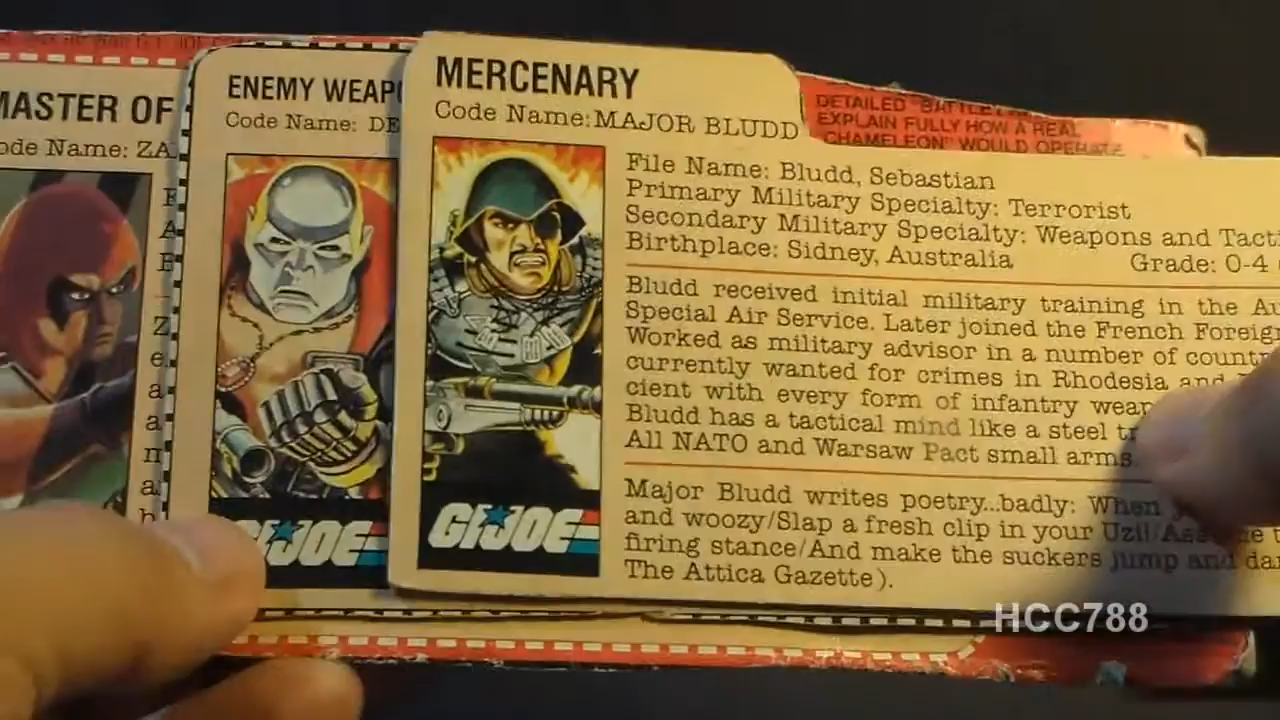 MASTER OF
ode Name: ZA
ENEMY WEAPO
Code Name: DE
MERCENARY
Code Name: MAJOR BLUDD
DETAILED "BATTLE
EXPLAIN FULLY HOW A REAL
CHAMELEON" WOULD OPERATE
File Name: Bludd, Sebastian
Primary Military Specialty: Terrorist
Secondary Military Specialty: Weapons and Tacti
Birthplace: Sidney, Australia Grade: O-4
Bludd received initial military training in the Au
Special Air Service. Later joined the French Foreig
Worked as military advisor in a number of countr
currently wanted for crimes in Rhodesia and
cient with every form of infantry weap
Bludd has a tactical mind like a steel tr
All NATO and Warsaw Pact small arms.
Major Bludd writes poetry...badly: When y
and woozy/Slap a fresh clip in your Uzi!/Ass me t
firing stance/And make the suckers jump and dan
The Attica Gazette).
GI JOE
GI JOE
HCC788